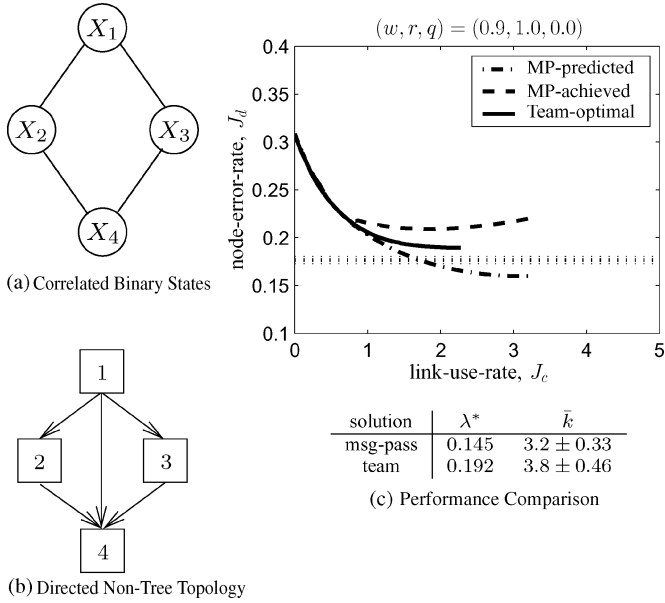 X₁
X₂
X₃
X₄
(a) Correlated Binary States
1
2
3
4
(b) Directed Non-Tree Topology
(w, r, q) = (0.9, 1.0, 0.0)
MP-predicted
MP-achieved
Team-optimal
node-error-rate, J_d
0.4
0.35
0.3
0.25
0.2
0.15
0.1
0 1 2 3 4 5
link-use-rate, J_c
solution λ* k̄
msg-pass 0.145 3.2 ± 0.33
team 0.192 3.8 ± 0.46
(c) Performance Comparison